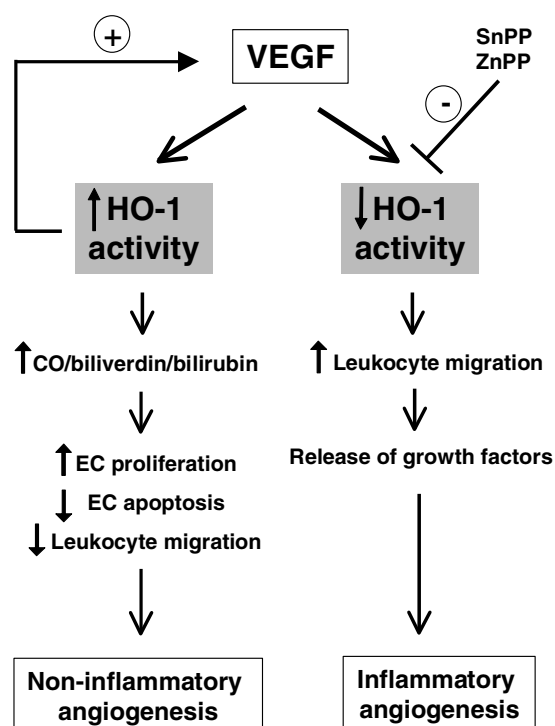 +
VEGF
SnPP
ZnPP
-
↑ HO-1
activity
↓ HO-1
activity
↑ CO/biliverdin/bilirubin
↑ Leukocyte migration
↑ EC proliferation
↓ EC apoptosis
↓ Leukocyte migration
Release of growth factors
Non-inflammatory
angiogenesis
Inflammatory
angiogenesis